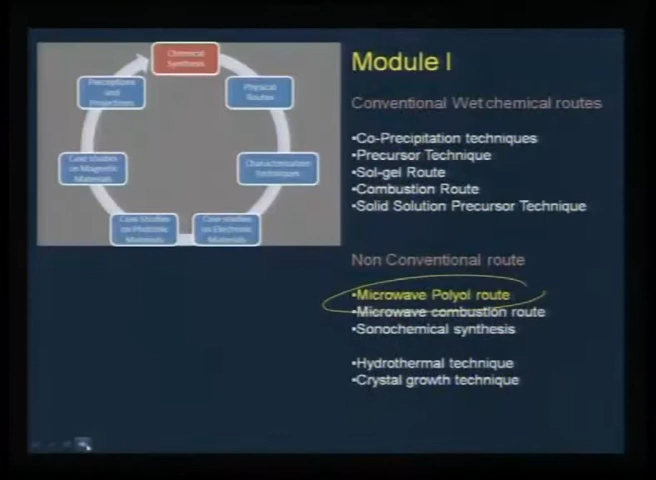 Chemical
Synthesis
Perceptions
and
Projections
Physical
Routes
Case studies
on Magnetic
Materials
Characterization
Techniques
Case Studies
on Photonic
Materials
Case-studies
on Electronic
Materials
Module I
Conventional Wet chemical routes
•Co-Precipitation techniques
•Precursor Technique
•Sol-gel Route
•Combustion Route
•Solid Solution Precursor Technique
Non Conventional route
•Microwave Polyol route
•Microwave combustion route
•Sonochemical synthesis
•Hydrothermal technique
•Crystal growth technique